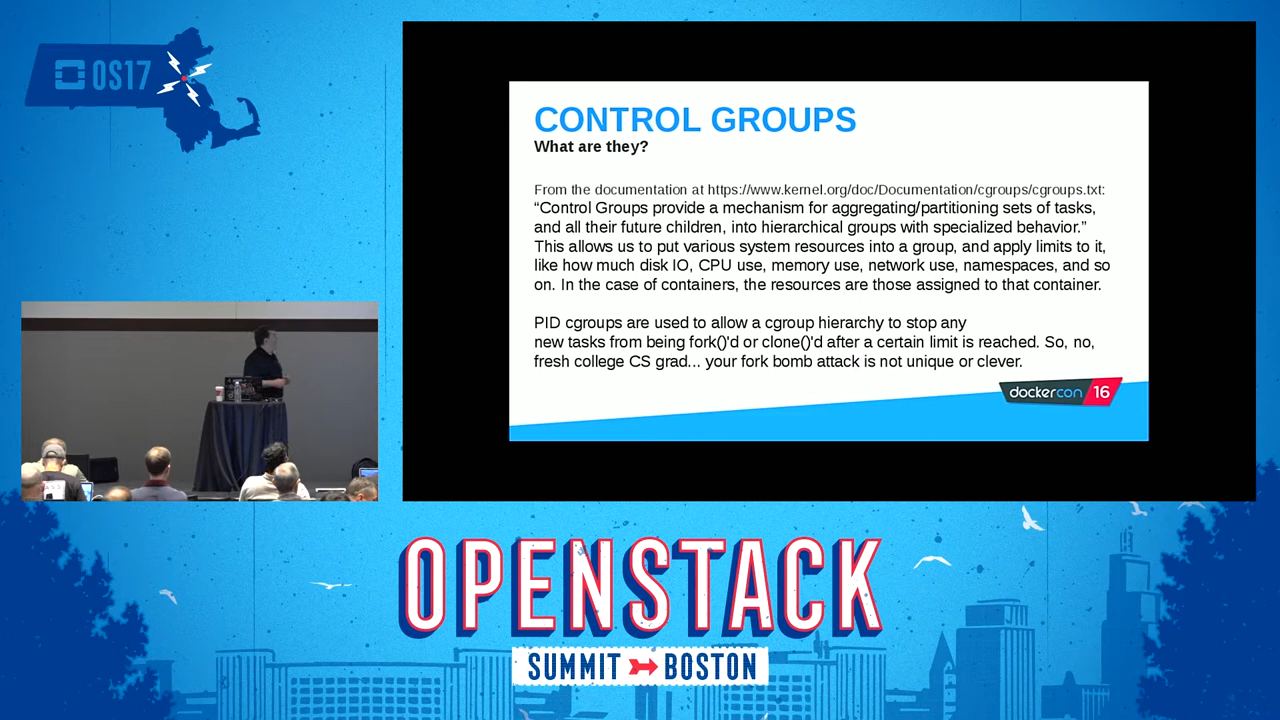 OS17
CONTROL GROUPS
What are they?
From the documentation at https://www.kernel.org/doc/Documentation/cgroups/cgroups.txt:
“Control Groups provide a mechanism for aggregating/partitioning sets of tasks,
and all their future children, into hierarchical groups with specialized behavior.”
This allows us to put various system resources into a group, and apply limits to it,
like how much disk IO, CPU use, memory use, network use, namespaces, and so
on. In the case of containers, the resources are those assigned to that container.
PID cgroups are used to allow a cgroup hierarchy to stop any
new tasks from being fork()'d or clone()'d after a certain limit is reached. So, no,
fresh college CS grad... your fork bomb attack is not unique or clever.
dockercon 16
OPENSTACK
SUMMIT BOSTON